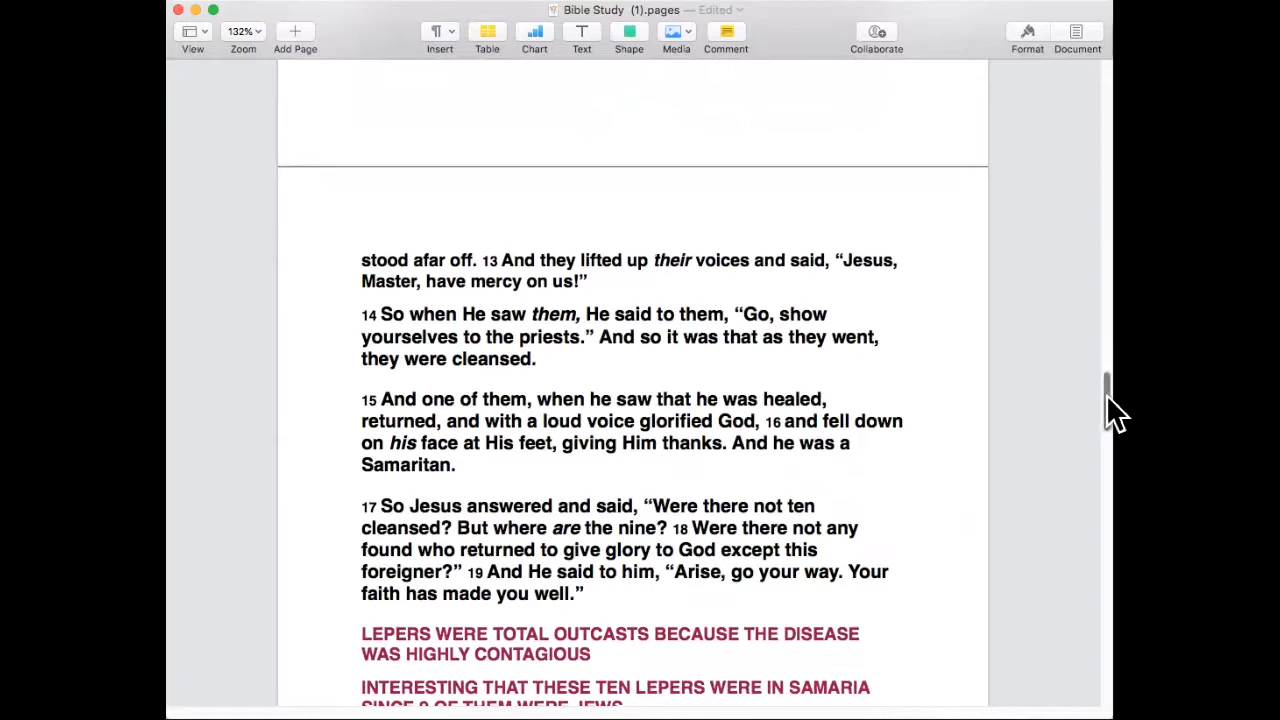 Bible Study (1).pages — Edited
132%
View Zoom Add Page Insert Table Chart Text Shape Media Comment Collaborate Format Document
stood afar off. 13 And they lifted up their voices and said, “Jesus,
Master, have mercy on us!”
14 So when He saw them, He said to them, “Go, show
yourselves to the priests.” And so it was that as they went,
they were cleansed.
15 And one of them, when he saw that he was healed,
returned, and with a loud voice glorified God, 16 and fell down
on his face at His feet, giving Him thanks. And he was a
Samaritan.
17 So Jesus answered and said, “Were there not ten
cleansed? But where are the nine? 18 Were there not any
found who returned to give glory to God except this
foreigner?” 19 And He said to him, “Arise, go your way. Your
faith has made you well.”
LEPERS WERE TOTAL OUTCASTS BECAUSE THE DISEASE
WAS HIGHLY CONTAGIOUS
INTERESTING THAT THESE TEN LEPERS WERE IN SAMARIA
SINCE 9 OF THEM WERE JEWS